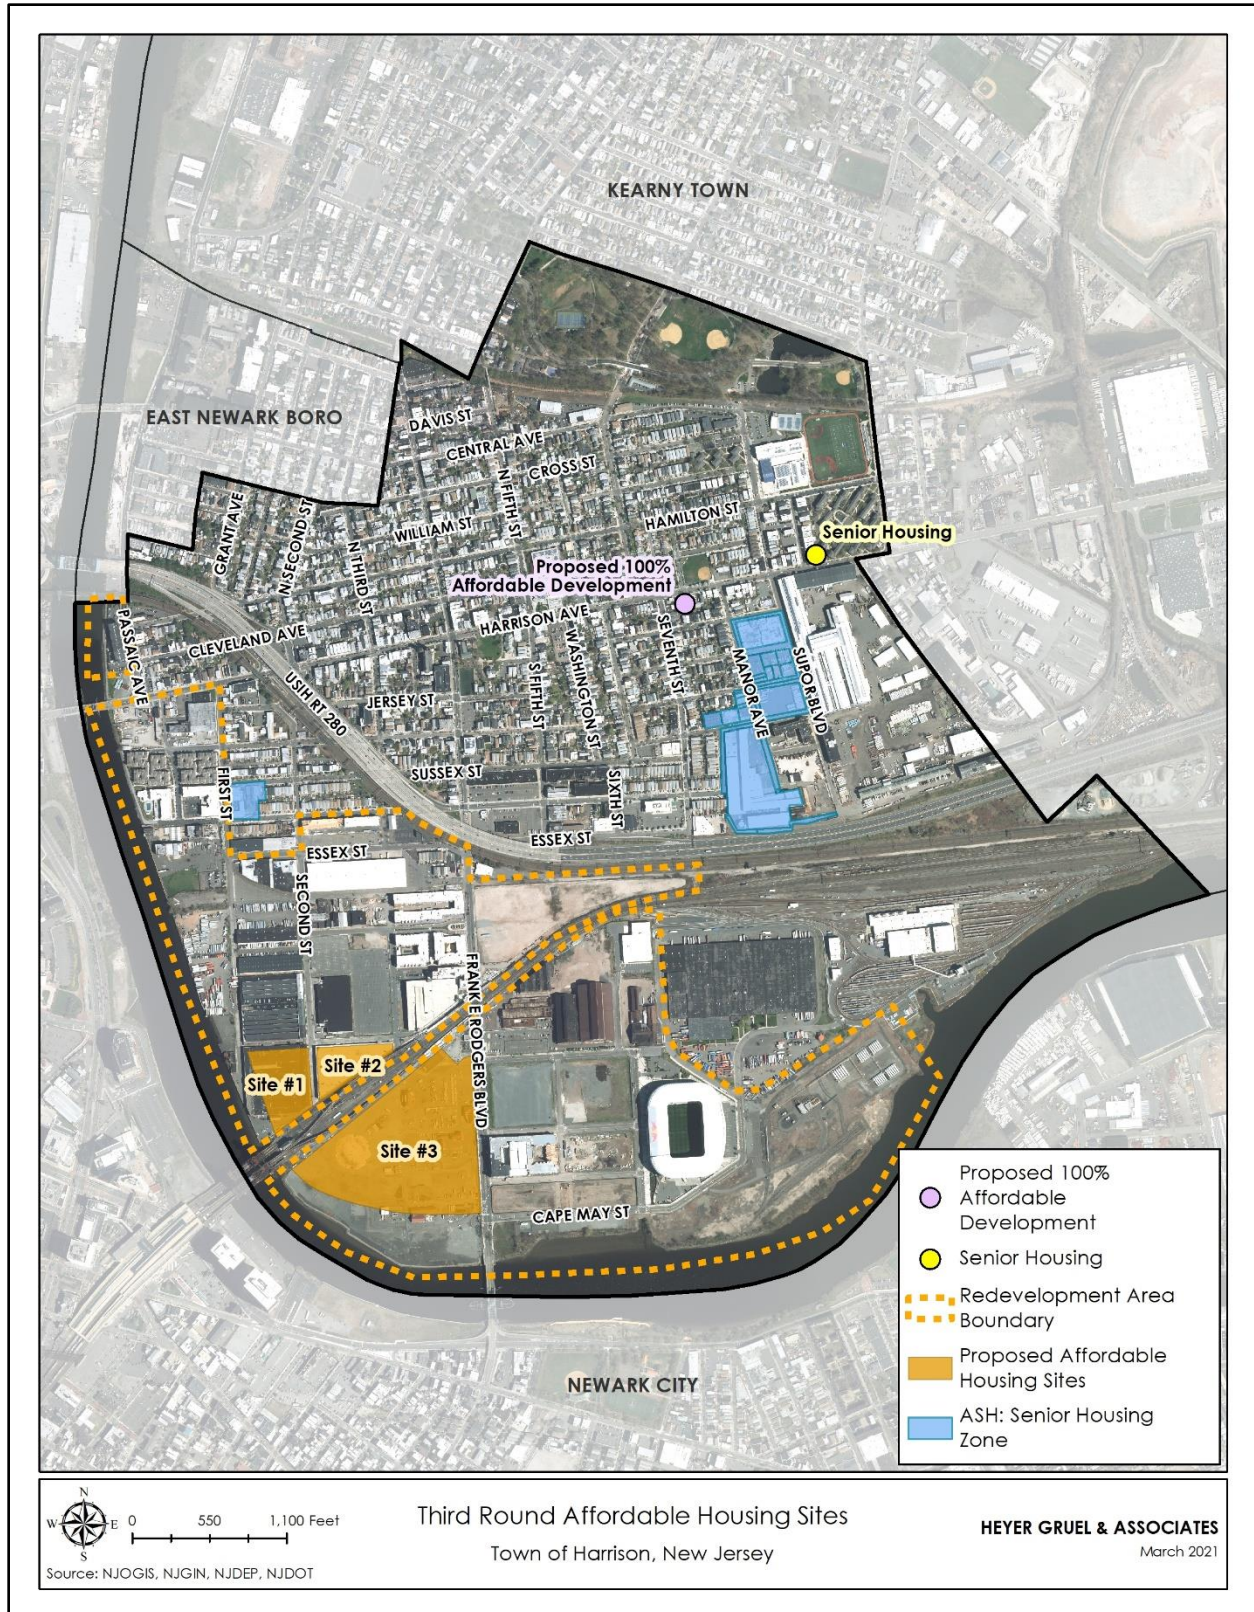 KEARNY TOWN
EAST NEWARK BORO
DAVIS ST
CENTRAL AVE
CROSS ST
N FIFTH ST
GRANT AVE
N SECOND ST
WILLIAM ST
HAMILTON ST
N THIRD ST
Senior Housing
Proposed 100%
Affordable Development
PASSAIC AVE
CLEVELAND AVE
HARRISON AVE
WASHINGTON ST
SEVENTH ST
MANOR AVE
SUPOR BLVD
USIH RT 280
JERSEY ST
S FIFTH ST
FIRST ST
SUSSEX ST
SIXTH ST
ESSEX ST
ESSEX ST
SECOND ST
FRANK E RODGERS BLVD
Site #1
Site #2
Site #3
CAPE MAY ST
NEWARK CITY
Proposed 100%
Affordable
Development
Senior Housing
Redevelopment Area
Boundary
Proposed Affordable
Housing Sites
ASH: Senior Housing
Zone
N
W E
S
0 550 1,100 Feet
Source: NJOGIS, NJGIN, NJDEP, NJDOT
Third Round Affordable Housing Sites
Town of Harrison, New Jersey
HEYER GRUEL & ASSOCIATES
March 2021